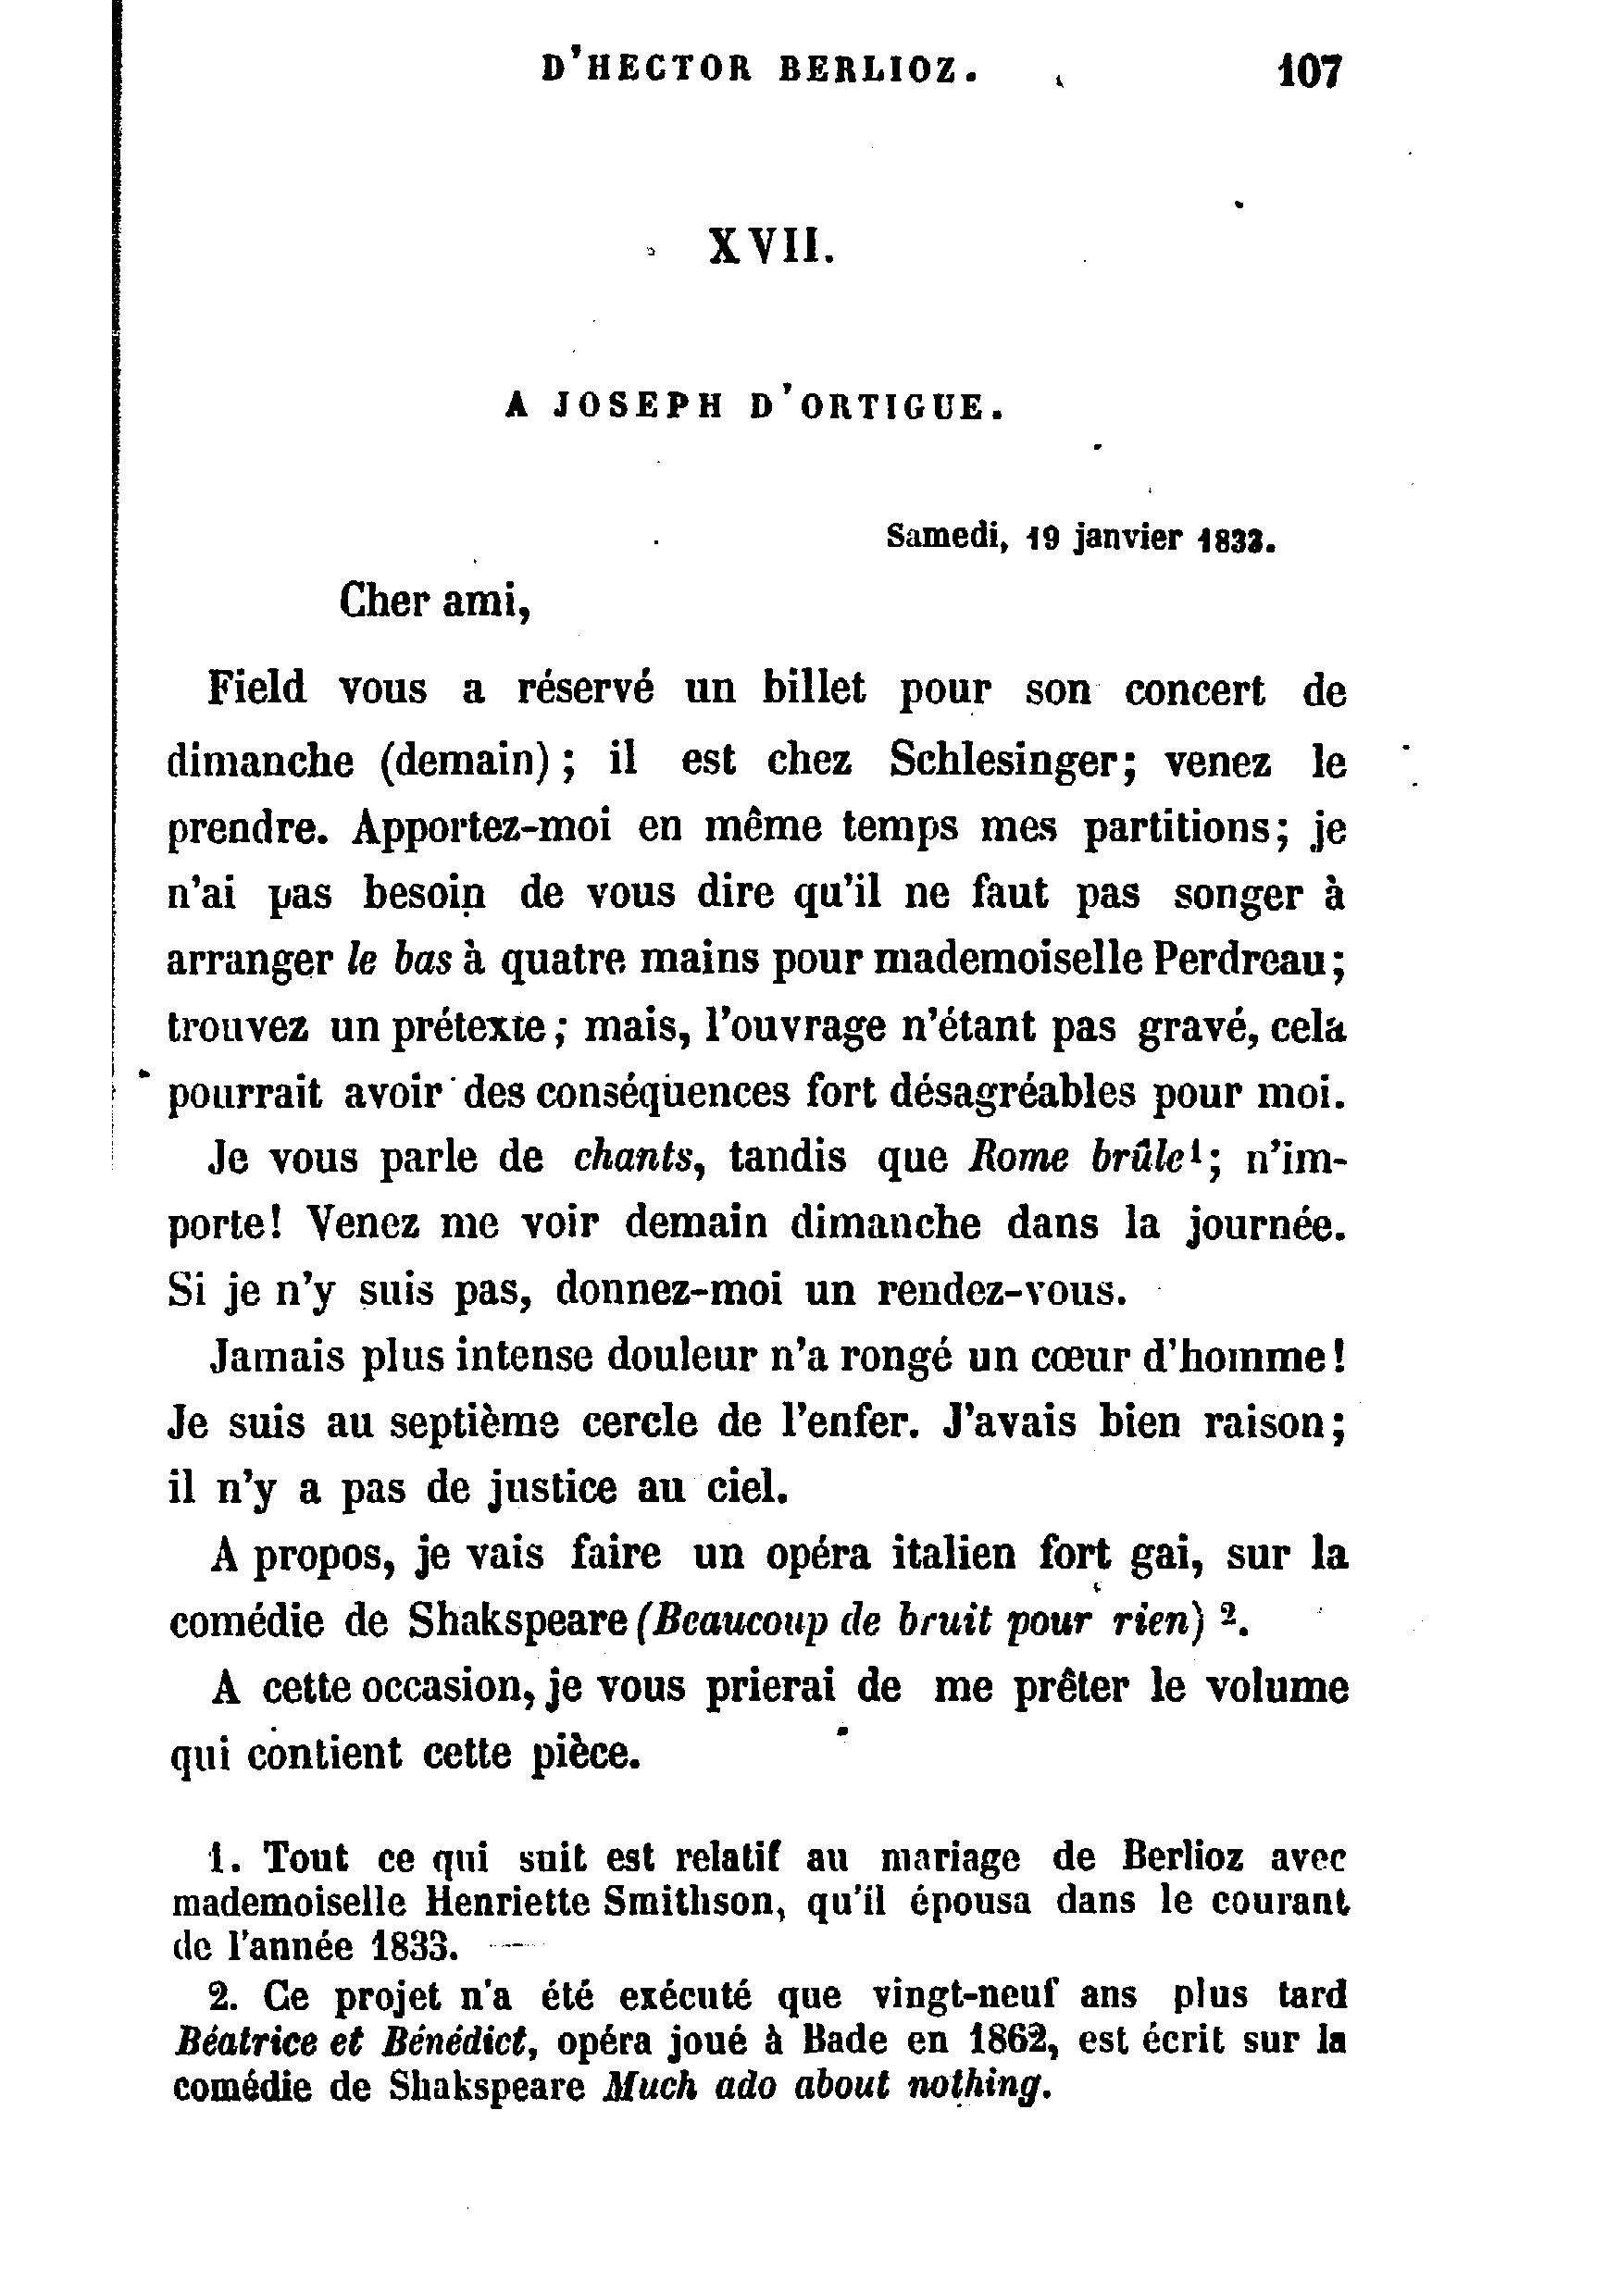 D'HECTOR BERLIOZ. 107
XVII.
A JOSEPH D'ORTIGUE.
Samedi, 19 janvier 1833.
Cher ami,
Field vous a réservé un billet pour son concert de
dimanche (demain) ; il est chez Schlesinger; venez le
prendre. Apportez-moi en même temps mes partitions; je
n'ai pas besoin de vous dire qu'il ne faut pas songer à
arranger le bas à quatre mains pour mademoiselle Perdreau;
trouvez un prétexte ; mais, l'ouvrage n'étant pas gravé, cela
pourrait avoir des conséquences fort désagréables pour moi.
Je vous parle de chants, tandis que Rome brûle¹; n'im-
porte! Venez me voir demain dimanche dans la journée.
Si je n'y suis pas, donnez-moi un rendez-vous.
Jamais plus intense douleur n'a rongé un cœur d'homme!
Je suis au septième cercle de l'enfer. J'avais bien raison;
il n'y a pas de justice au ciel.
A propos, je vais faire un opéra italien fort gai, sur la
comédie de Shakspeare (Beaucoup de bruit pour rien) ².
A cette occasion, je vous prierai de me prêter le volume
qui contient cette pièce.
1. Tout ce qui suit est relatif au mariage de Berlioz avec
mademoiselle Henriette Smithson, qu'il épousa dans le courant
de l'année 1833.
2. Ce projet n'a été exécuté que vingt-neuf ans plus tard
Béatrice et Bénédict, opéra joué à Bade en 1862, est écrit sur la
comédie de Shakspeare Much ado about nothing.